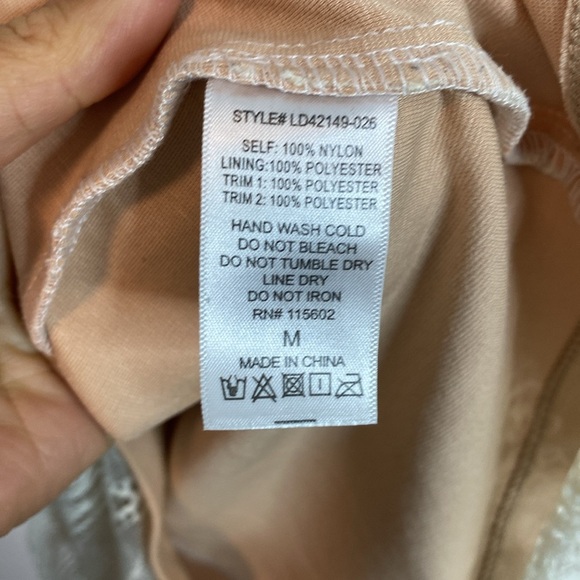 STYLE# LD42149-026
SELF: 100% NYLON
LINING:100% POLYESTER
TRIM 1: 100% POLYESTER
TRIM 2: 100% POLYESTER
HAND WASH COLD
DO NOT BLEACH
DO NOT TUMBLE DRY
LINE DRY
DO NOT IRON
RN# 115602
M
MADE IN CHINA